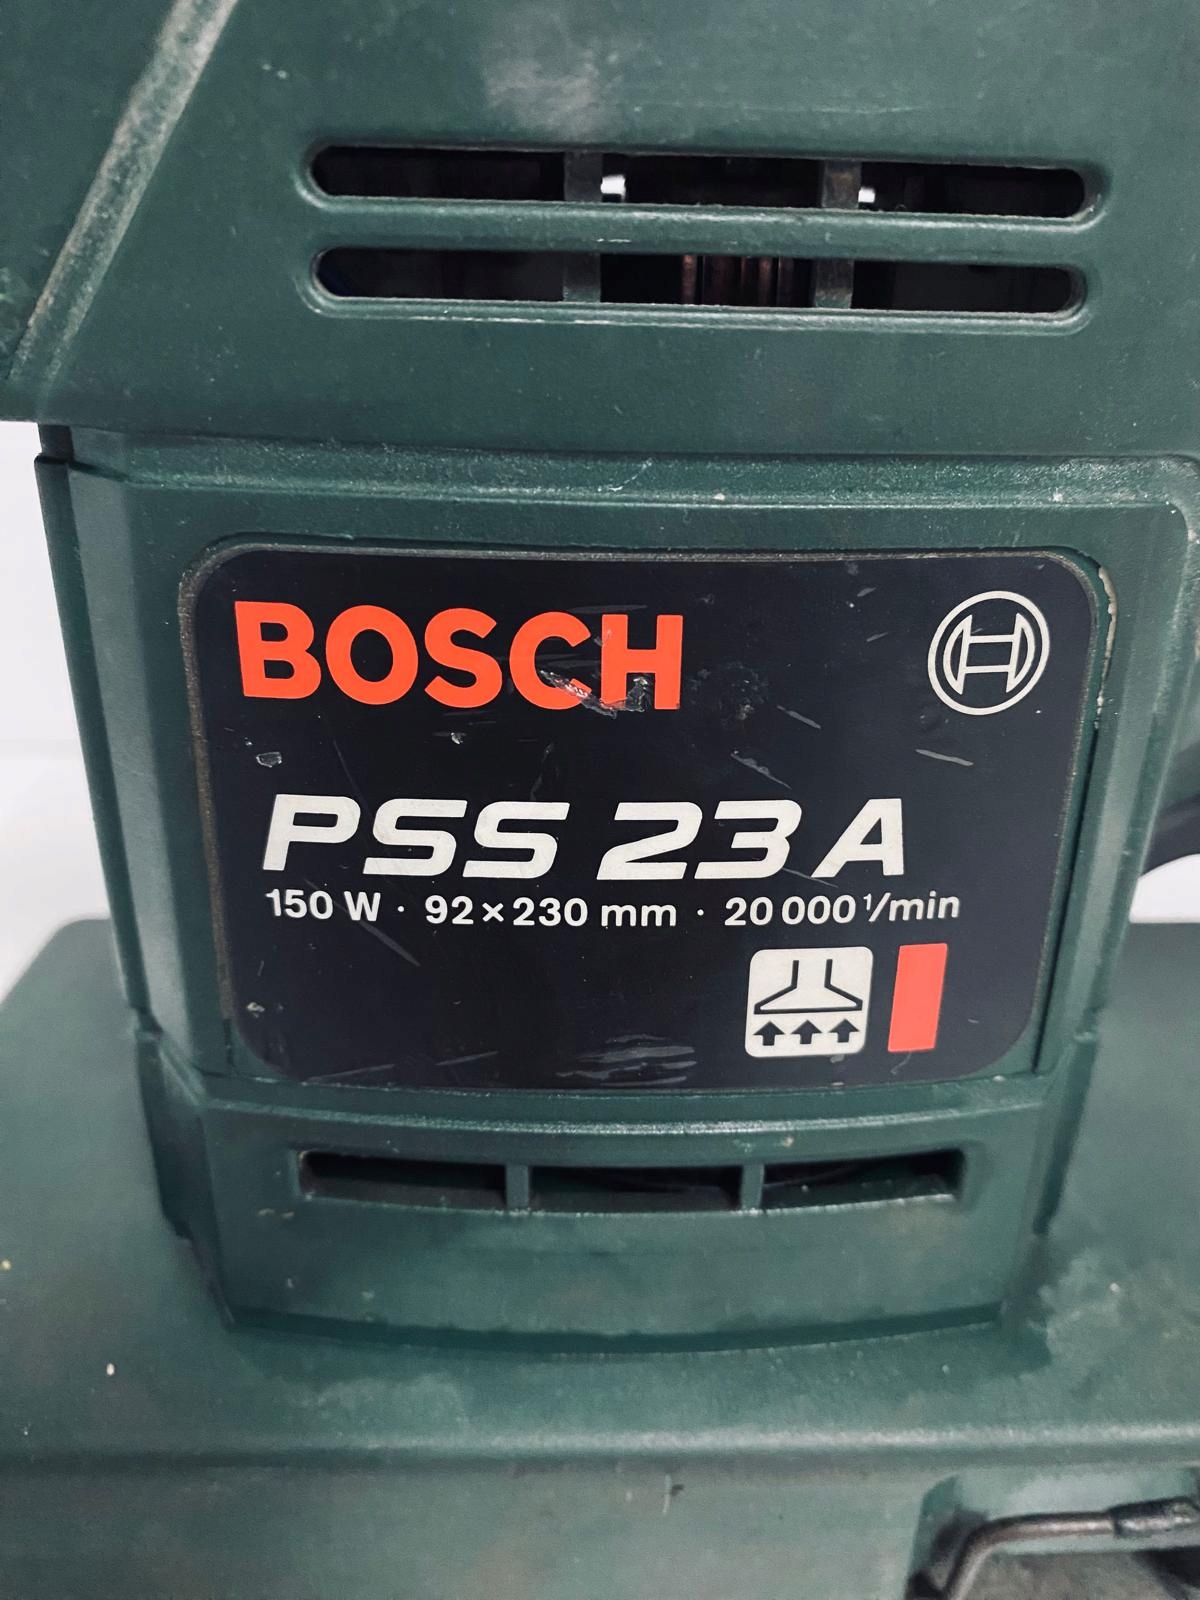 BOSCH
PSS 23 A
150 W · 92 × 230 mm · 20 000 ¹/min